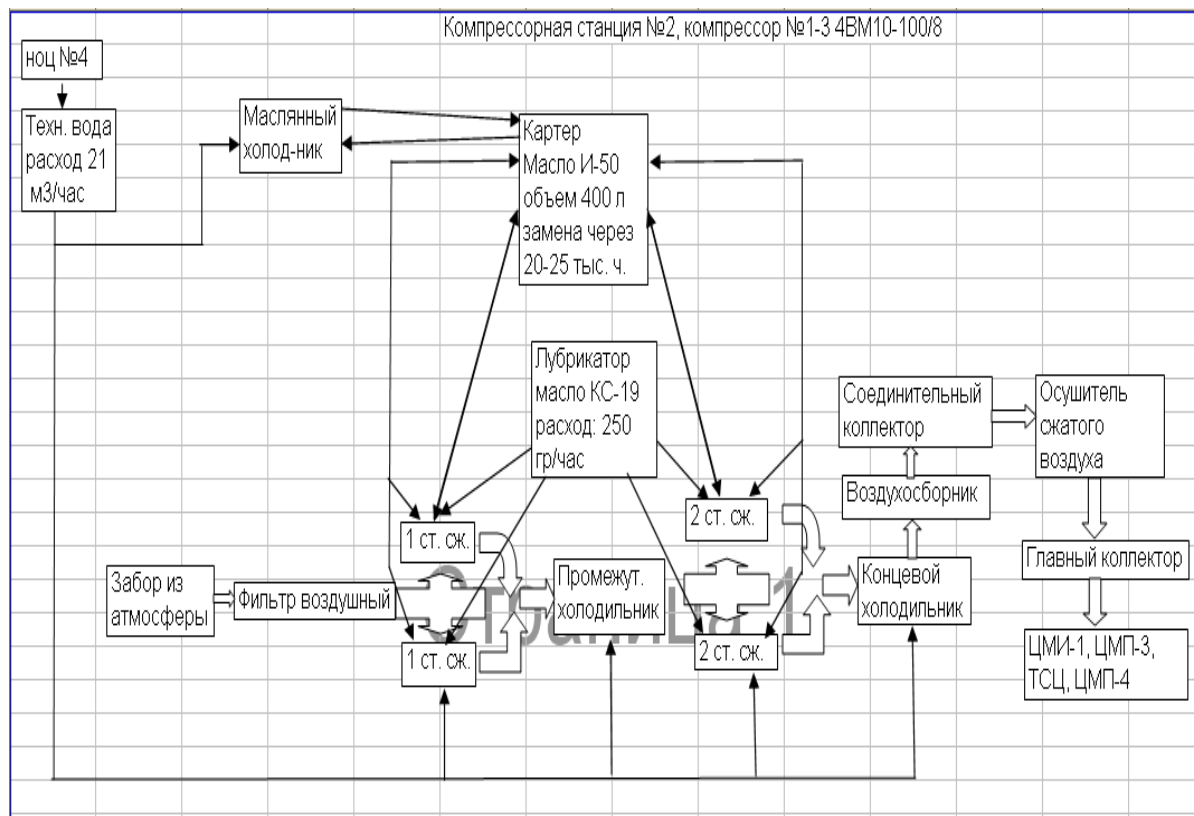 Компрессорная станция №2, компрессор №1-3 4ВМ10-100/8
ноц №4
Техн. вода
расход 21
м3/час
Маслянный
холод-ник
Картер
Масло И-50
объем 400 л
замена через
20-25 тыс. ч.
Лубрикатор
масло КС-19
расход: 250
гр/час
Соединительный
коллектор
Осушитель
сжатого
воздуха
Воздухосборник
1 ст. сж.
2 ст. сж.
Забор из
атмосферы
Фильтр воздушный
Промежут.
холодильник
Концевой
холодильник
Главный коллектор
1 ст. сж.
2 ст. сж.
ЦМИ-1, ЦМП-3,
ТСЦ, ЦМП-4
Страница 1